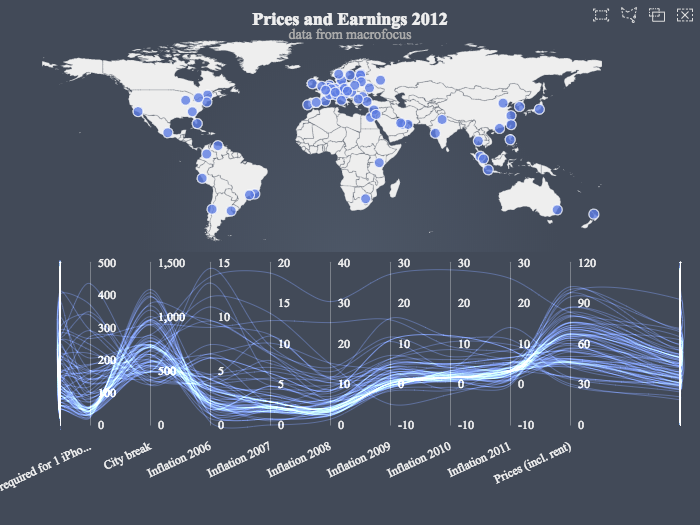 Prices and Earnings 2012
data from macrofocus
500 1,500 15 20 40 30 30 30 120
400 300 1,000 10 15 30 20 20 20 90
200 500 5 10 20 10 10 10 60
100 5 10 0 0 0 30
0 0 0 0 0 -10 -10 -10 0
required for 1 iPho...
City break
Inflation 2006
Inflation 2007
Inflation 2008
Inflation 2009
Inflation 2010
Inflation 2011
Prices (incl. rent)